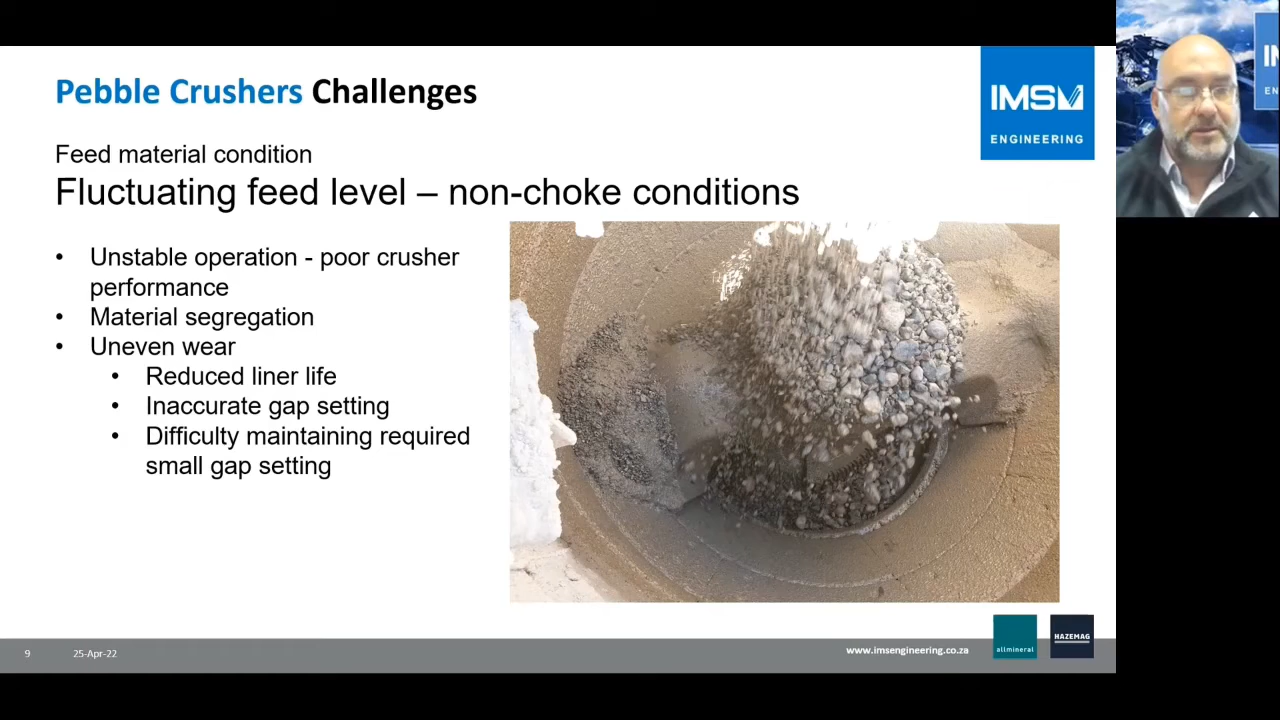 Pebble Crushers Challenges
IMS
ENGINEERING
Feed material condition
Fluctuating feed level – non-choke conditions
• Unstable operation - poor crusher
performance
• Material segregation
• Uneven wear
• Reduced liner life
• Inaccurate gap setting
• Difficulty maintaining required
small gap setting
9
25-Apr-22
www.imsengineering.co.za
allmineral
HAZEMAG